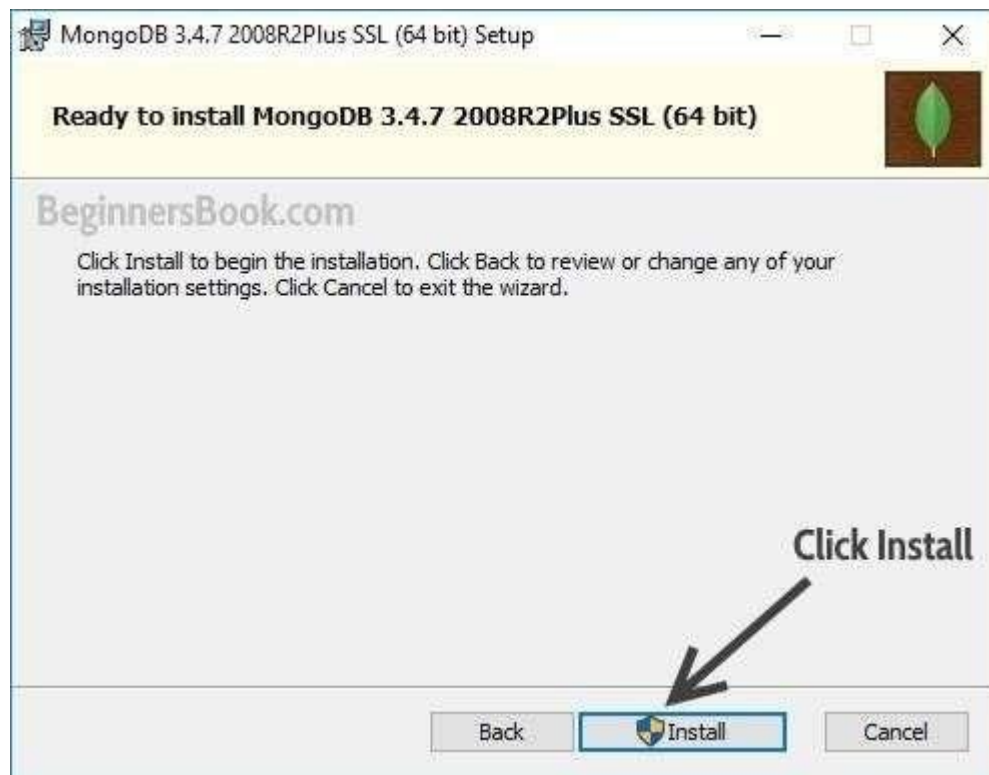 MongoDB 3.4.7 2008R2Plus SSL (64 bit) Setup
Ready to install MongoDB 3.4.7 2008R2Plus SSL (64 bit)
BeginnersBook.com
Click Install to begin the installation. Click Back to review or change any of your
installation settings. Click Cancel to exit the wizard.
Click Install
Back
Install
Cancel